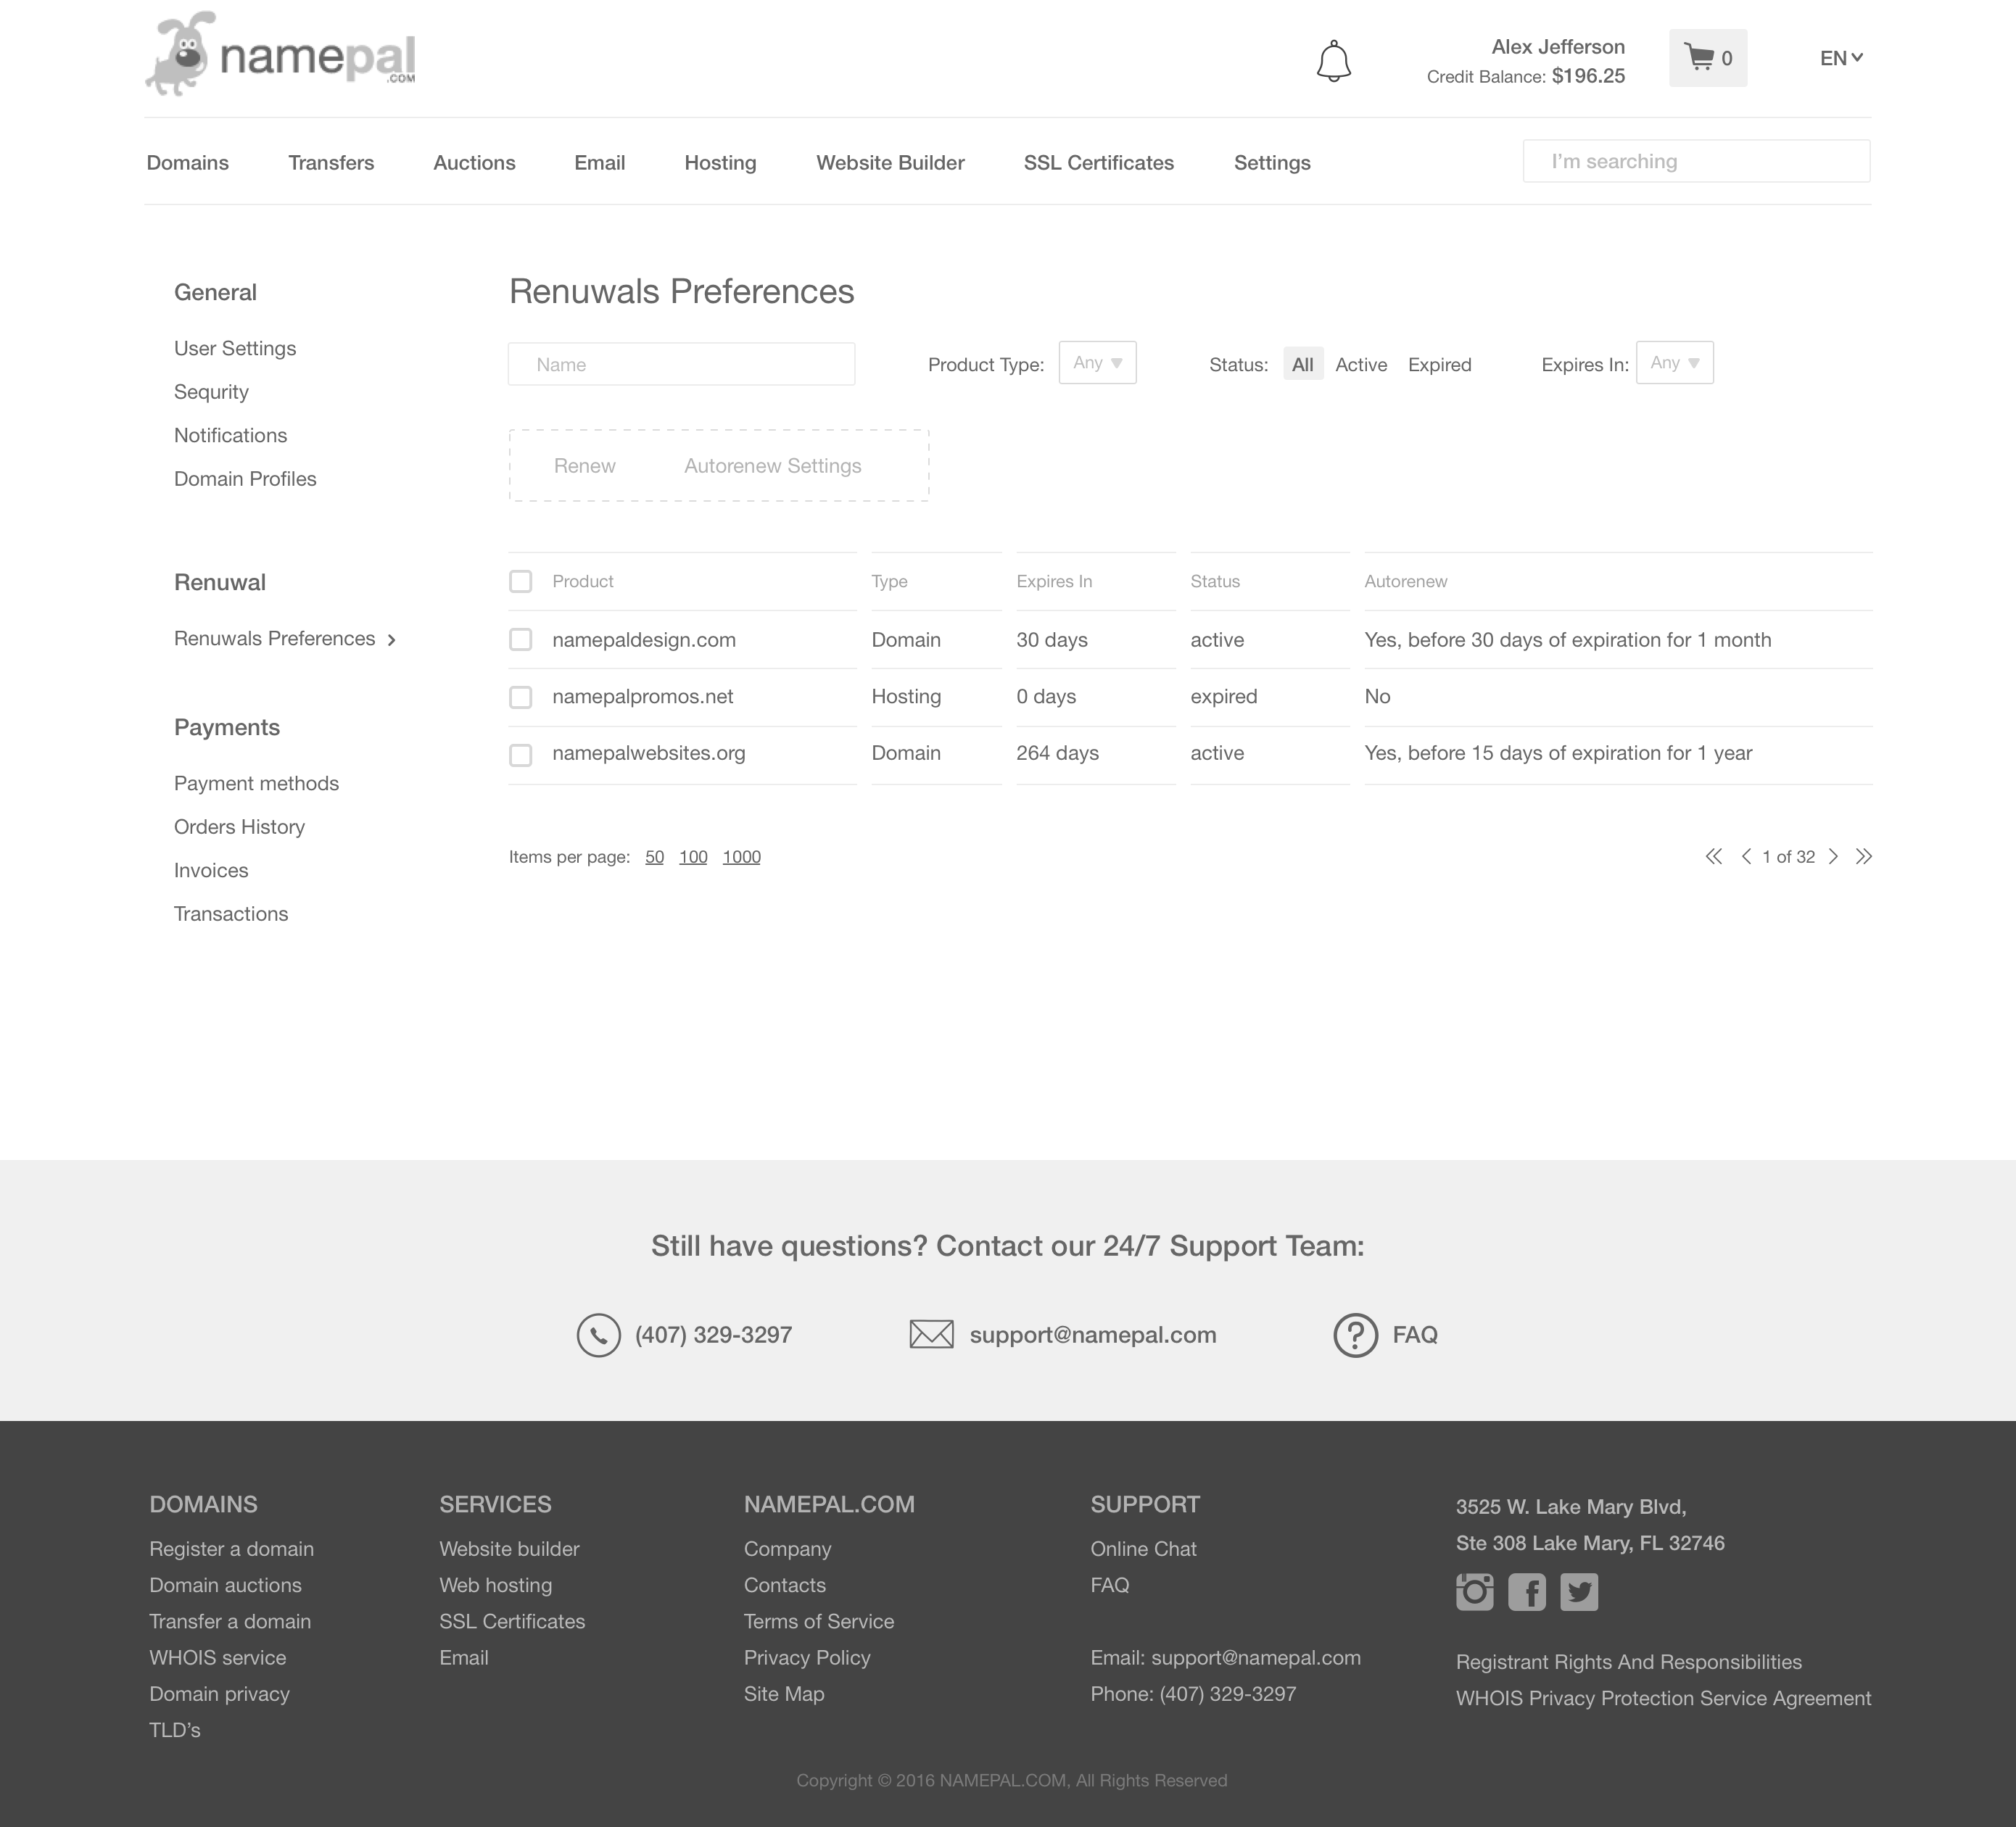 namepal
.COM
Alex Jefferson
Credit Balance: $196.25
0
EN
Domains Transfers Auctions Email Hosting Website Builder SSL Certificates Settings
I'm searching
General
User Settings
Sequrity
Notifications
Domain Profiles
Renuwal
Renuwals Preferences
Payments
Payment methods
Orders History
Invoices
Transactions
Renuwals Preferences
Name
Product Type: Any
Status: All Active Expired
Expires In: Any
Renew Autorenew Settings
Product Type Expires In Status Autorenew
namepaldesign.com Domain 30 days active Yes, before 30 days of expiration for 1 month
namepalpromos.net Hosting 0 days expired No
namepalwebsites.org Domain 264 days active Yes, before 15 days of expiration for 1 year
Items per page: 50 100 1000
1 of 32
Still have questions? Contact our 24/7 Support Team:
(407) 329-3297
support@namepal.com
FAQ
DOMAINS
Register a domain
Domain auctions
Transfer a domain
WHOIS service
Domain privacy
TLD's
SERVICES
Website builder
Web hosting
SSL Certificates
Email
NAMEPAL.COM
Company
Contacts
Terms of Service
Privacy Policy
Site Map
SUPPORT
Online Chat
FAQ
Email: support@namepal.com
Phone: (407) 329-3297
3525 W. Lake Mary Blvd,
Ste 308 Lake Mary, FL 32746
Registrant Rights And Responsibilities
WHOIS Privacy Protection Service Agreement
Copyright © 2016 NAMEPAL.COM, All Rights Reserved